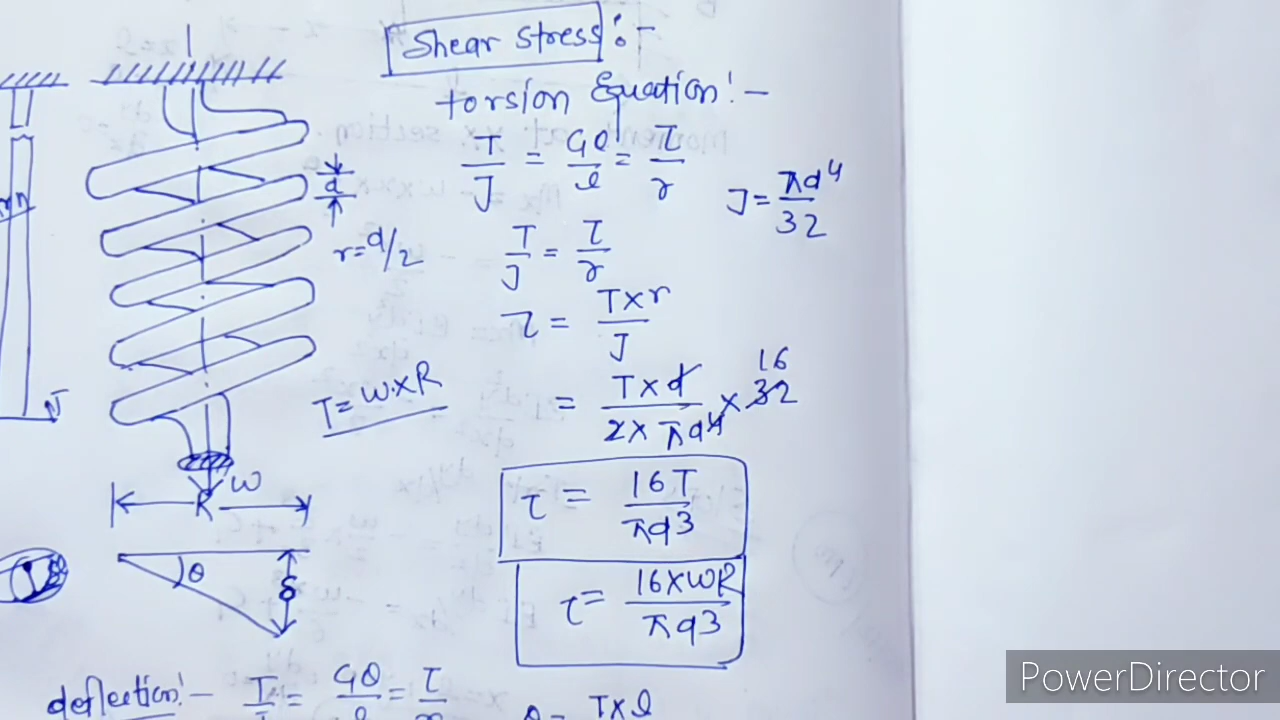 Shear stress :-
torsion Equation! -
T/J = Gθ/l = τ/r
J = πd⁴/32
d
r = d/2
T/J = τ/r
τ = T×r/J
T = W×R
= T×d/2×πd⁴ × 32 16
W
R
τ = 16T/πd3
θ
δ
τ = 16×WR/πd3
deflection! - T/J = Gθ/l = τ/r
θ = T×l
PowerDirector